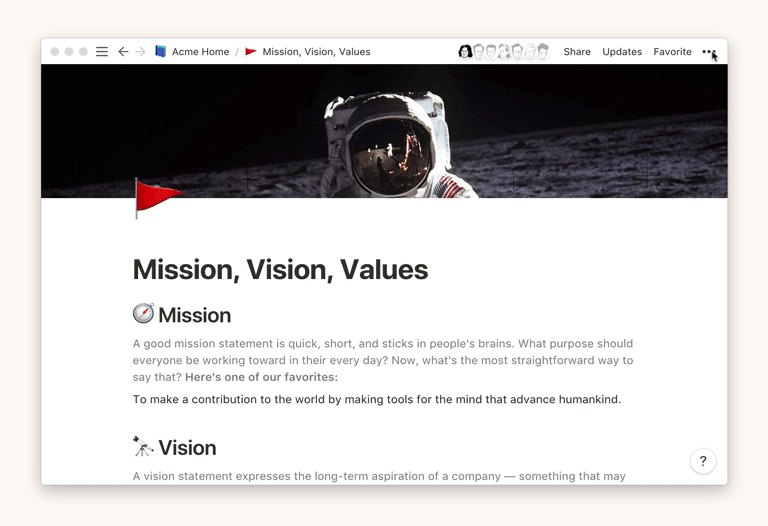 Acme Home / Mission, Vision, Values
Share Updates Favorite •••
Mission, Vision, Values
Mission
A good mission statement is quick, short, and sticks in people's brains. What purpose should
everyone be working toward in their every day? Now, what's the most straightforward way to
say that? Here's one of our favorites:
To make a contribution to the world by making tools for the mind that advance humankind.
Vision
A vision statement expresses the long-term aspiration of a company — something that may
?